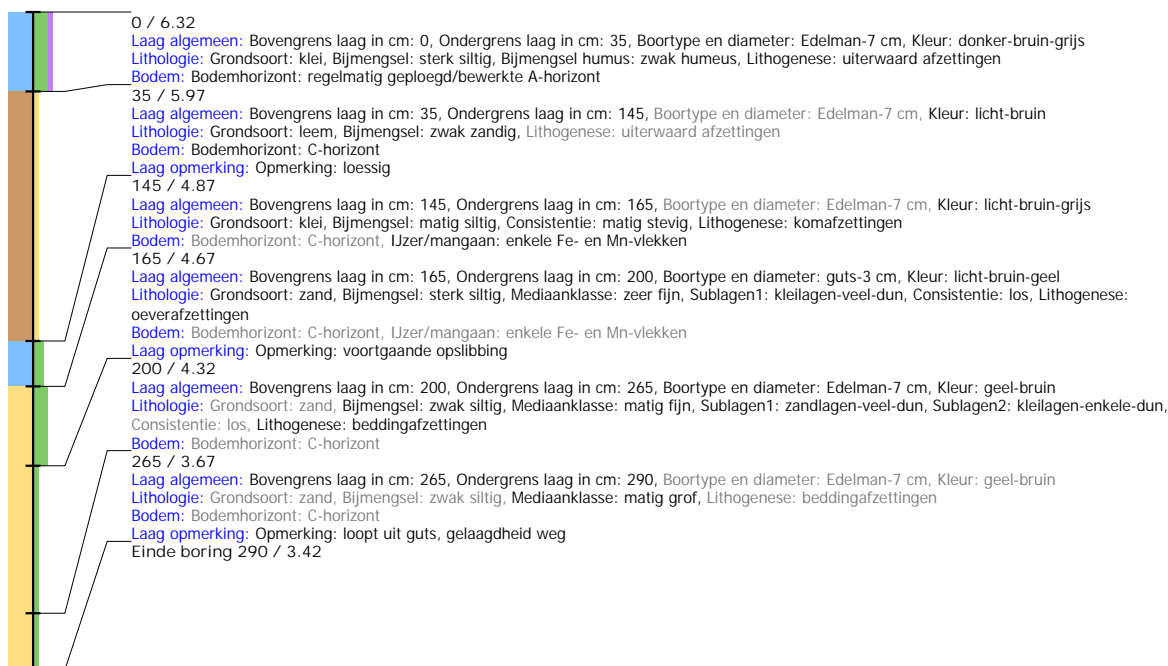 0 / 6.32
Laag algemeen: Bovengrens laag in cm: 0, Ondergrens laag in cm: 35, Boortype en diameter: Edelman-7 cm, Kleur: donker-bruin-grijs
Lithologie: Grondsoort: klei, Bijmengsel: sterk siltig, Bijmengsel humus: zwak humeus, Lithogenese: uiterwaard afzettingen
Bodem: Bodemhorizont: regelmatig geploegd/bewerkte A-horizont
35 / 5.97
Laag algemeen: Bovengrens laag in cm: 35, Ondergrens laag in cm: 145, Boortype en diameter: Edelman-7 cm, Kleur: licht-bruin
Lithologie: Grondsoort: leem, Bijmengsel: zwak zandig, Lithogenese: uiterwaard afzettingen
Bodem: Bodemhorizont: C-horizont
Laag opmerking: Opmerking: loessig
145 / 4.87
Laag algemeen: Bovengrens laag in cm: 145, Ondergrens laag in cm: 165, Boortype en diameter: Edelman-7 cm, Kleur: licht-bruin-grijs
Lithologie: Grondsoort: klei, Bijmengsel: matig siltig, Consistentie: matig stevig, Lithogenese: komafzettingen
Bodem: Bodemhorizont: C-horizont, IJzer/mangaan: enkele Fe- en Mn-vlekken
165 / 4.67
Laag algemeen: Bovengrens laag in cm: 165, Ondergrens laag in cm: 200, Boortype en diameter: guts-3 cm, Kleur: licht-bruin-geel
Lithologie: Grondsoort: zand, Bijmengsel: sterk siltig, Mediaanklasse: zeer fijn, Sublagen1: kleilagen-veel-dun, Consistentie: los, Lithogenese:
oeverafzettingen
Bodem: Bodemhorizont: C-horizont, IJzer/mangaan: enkele Fe- en Mn-vlekken
Laag opmerking: Opmerking: voortgaande opslibbing
200 / 4.32
Laag algemeen: Bovengrens laag in cm: 200, Ondergrens laag in cm: 265, Boortype en diameter: Edelman-7 cm, Kleur: geel-bruin
Lithologie: Grondsoort: zand, Bijmengsel: zwak siltig, Mediaanklasse: matig fijn, Sublagen1: zandlagen-veel-dun, Sublagen2: kleilagen-enkele-dun,
Consistentie: los, Lithogenese: beddingafzettingen
Bodem: Bodemhorizont: C-horizont
265 / 3.67
Laag algemeen: Bovengrens laag in cm: 265, Ondergrens laag in cm: 290, Boortype en diameter: Edelman-7 cm, Kleur: geel-bruin
Lithologie: Grondsoort: zand, Bijmengsel: zwak siltig, Mediaanklasse: matig grof, Lithogenese: beddingafzettingen
Bodem: Bodemhorizont: C-horizont
Laag opmerking: Opmerking: loopt uit guts, gelaagdheid weg
Einde boring 290 / 3.42